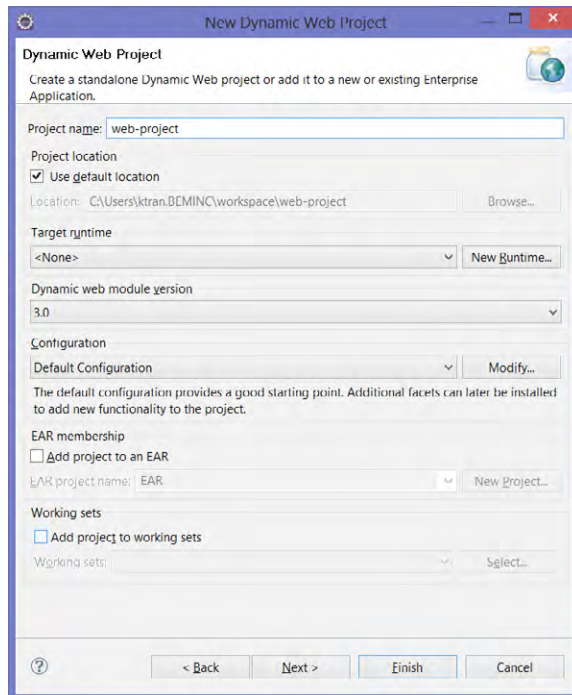 New Dynamic Web Project
Dynamic Web Project
Create a standalone Dynamic Web project or add it to a new or existing Enterprise
Application.
Project name: web-project
Project location
Use default location
Location: C:\Users\ktran.BEMINC\workspace\web-project Browse...
Target runtime
<None> New Runtime...
Dynamic web module version
3.0
Configuration
Default Configuration Modify...
The default configuration provides a good starting point. Additional facets can later be installed
to add new functionality to the project.
EAR membership
Add project to an EAR
EAR project name: EAR New Project...
Working sets
Add project to working sets
Working sets: Select...
< Back Next > Finish Cancel